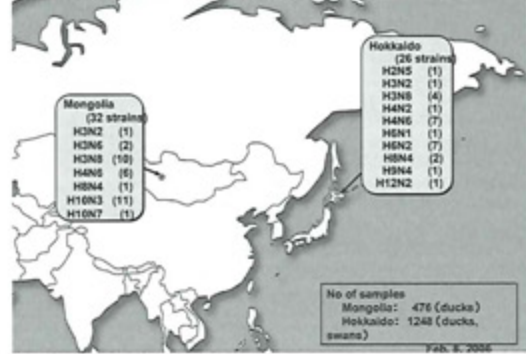 Mongolia
(32 strains)
H3N2 (1)
H3N6 (2)
H3N8 (10)
H4N6 (6)
H8N4 (1)
H10N3 (11)
H10N7 (1)
Hokkaido
(26 strains)
H2N5 (1)
H3N2 (1)
H3N8 (4)
H4N2 (1)
H4N6 (7)
H6N1 (1)
H6N2 (7)
H8N4 (2)
H9N4 (1)
H12N2 (1)
No of samples
Mongolia: 476 (ducks)
Hokkaido: 1248 (ducks,
swans)
Feb. 8, 2006